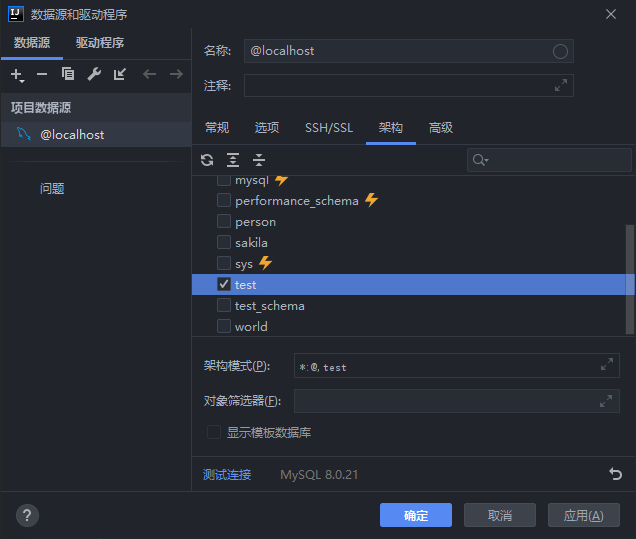 数据源和驱动程序
数据源 驱动程序
项目数据源
@localhost
问题
名称: @localhost
注释:
常规 选项 SSH/SSL 架构 高级
mysql
performance_schema
person
sakila
sys
test
test_schema
world
架构模式(P): *:@,test
对象筛选器(F):
显示模板数据库
测试连接 MySQL 8.0.21
? 确定 取消 应用(A)